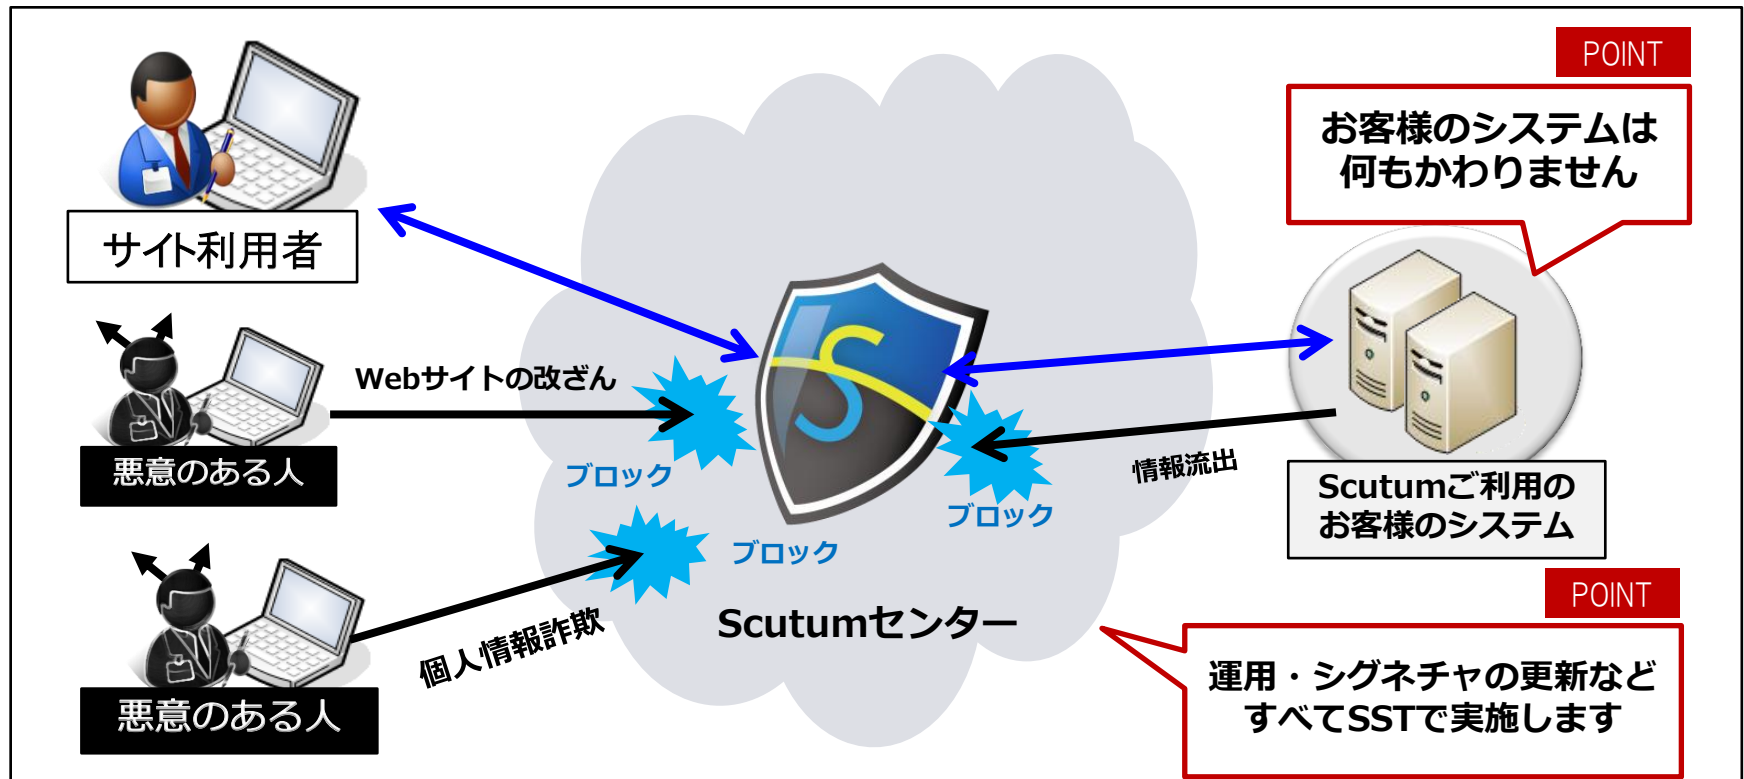 POINT
お客様のシステムは
何もかわりません
サイト利用者
Webサイトの改ざん
悪意のある人
ブロック
ブロック
情報流出
Scutumご利用の
お客様のシステム
ブロック
個人情報詐欺
悪意のある人
Scutumセンター
POINT
運用・シグネチャの更新など
すべてSSTで実施します